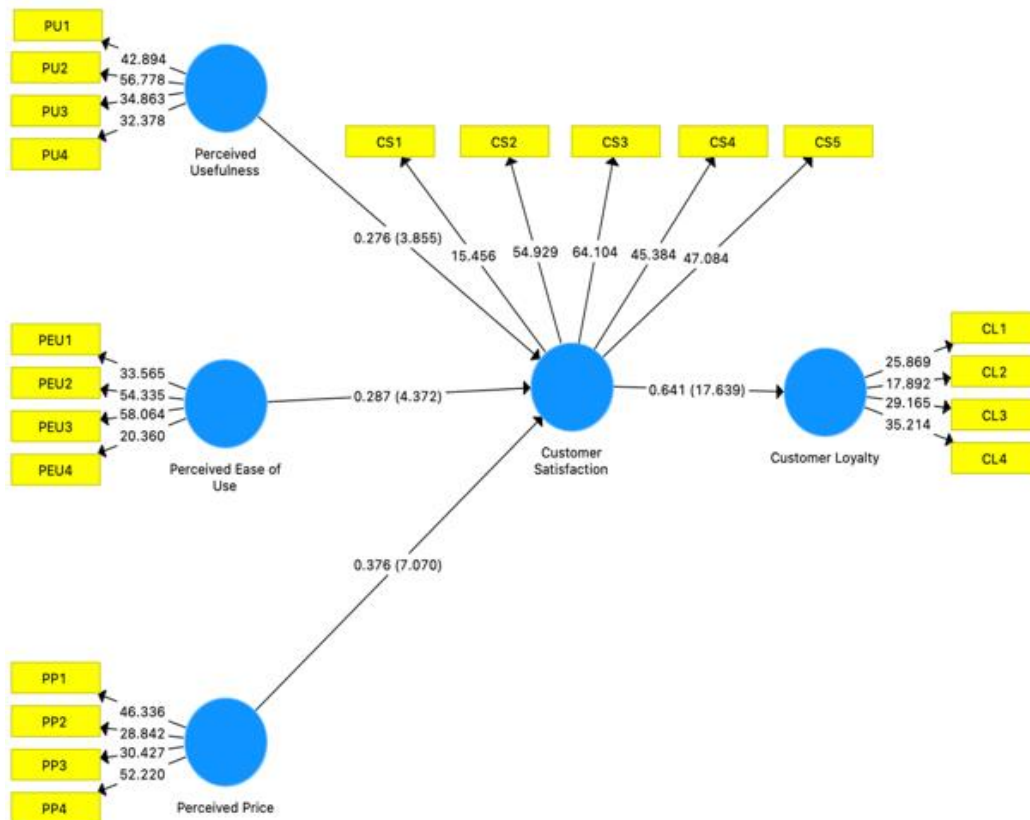 PU1
PU2
PU3
PU4
42.894
56.778
34.863
32.378
Perceived
Usefulness
CS1
CS2
CS3
CS4
CS5
0.276 (3.855)
15.456
54.929
64.104
45.384
47.084
PEU1
PEU2
PEU3
PEU4
33.565
54.335
58.064
20.360
Perceived Ease of
Use
0.287 (4.372)
Customer
Satisfaction
0.641 (17.639)
Customer Loyalty
25.869
17.892
29.165
35.214
CL1
CL2
CL3
CL4
0.376 (7.070)
PP1
PP2
PP3
PP4
46.336
28.842
30.427
52.220
Perceived Price